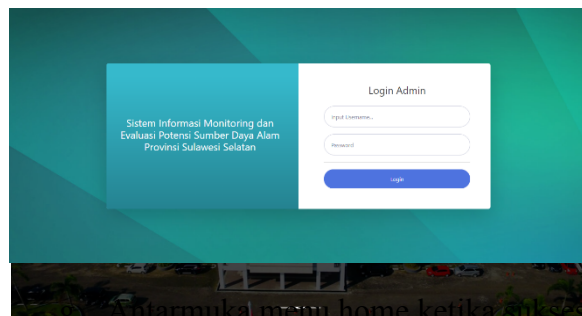 Login Admin
Input Username...
Sistem Informasi Monitoring dan
Evaluasi Potensi Sumber Daya Alam
Provinsi Sulawesi Selatan
Password
Login
Antarmuka menu home ketika sukses